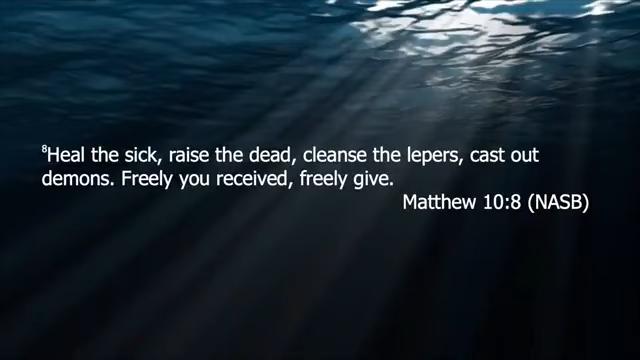 ⁸Heal the sick, raise the dead, cleanse the lepers, cast out
demons. Freely you received, freely give.
Matthew 10:8 (NASB)